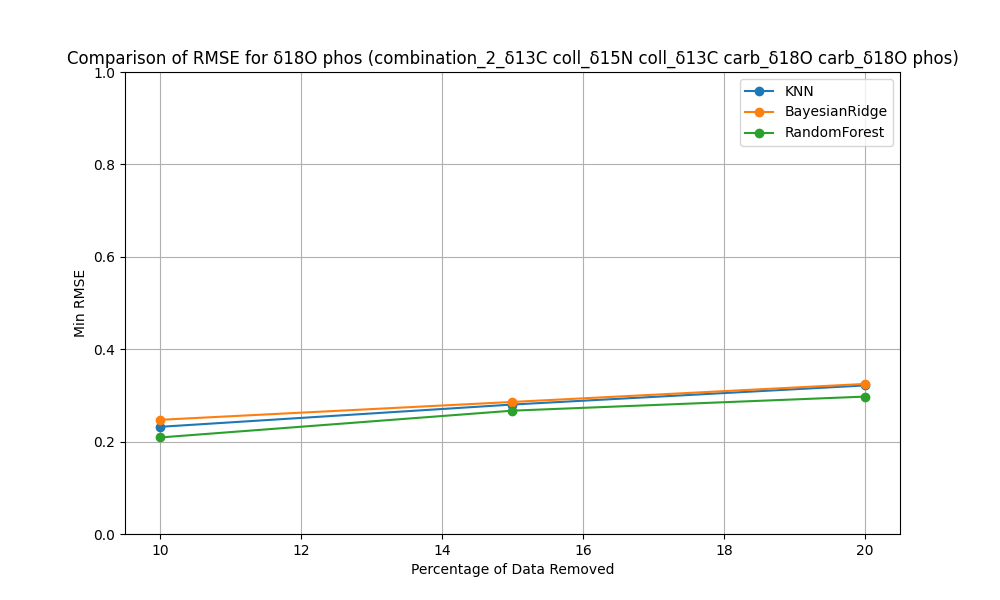 Comparison of RMSE for δ18O phos (combination_2_δ13C coll_δ15N coll_δ13C carb_δ18O carb_δ18O phos)
1.0
0.8
0.6
0.4
0.2
0.0
Min RMSE
KNN
BayesianRidge
RandomForest
10 12 14 16 18 20
Percentage of Data Removed